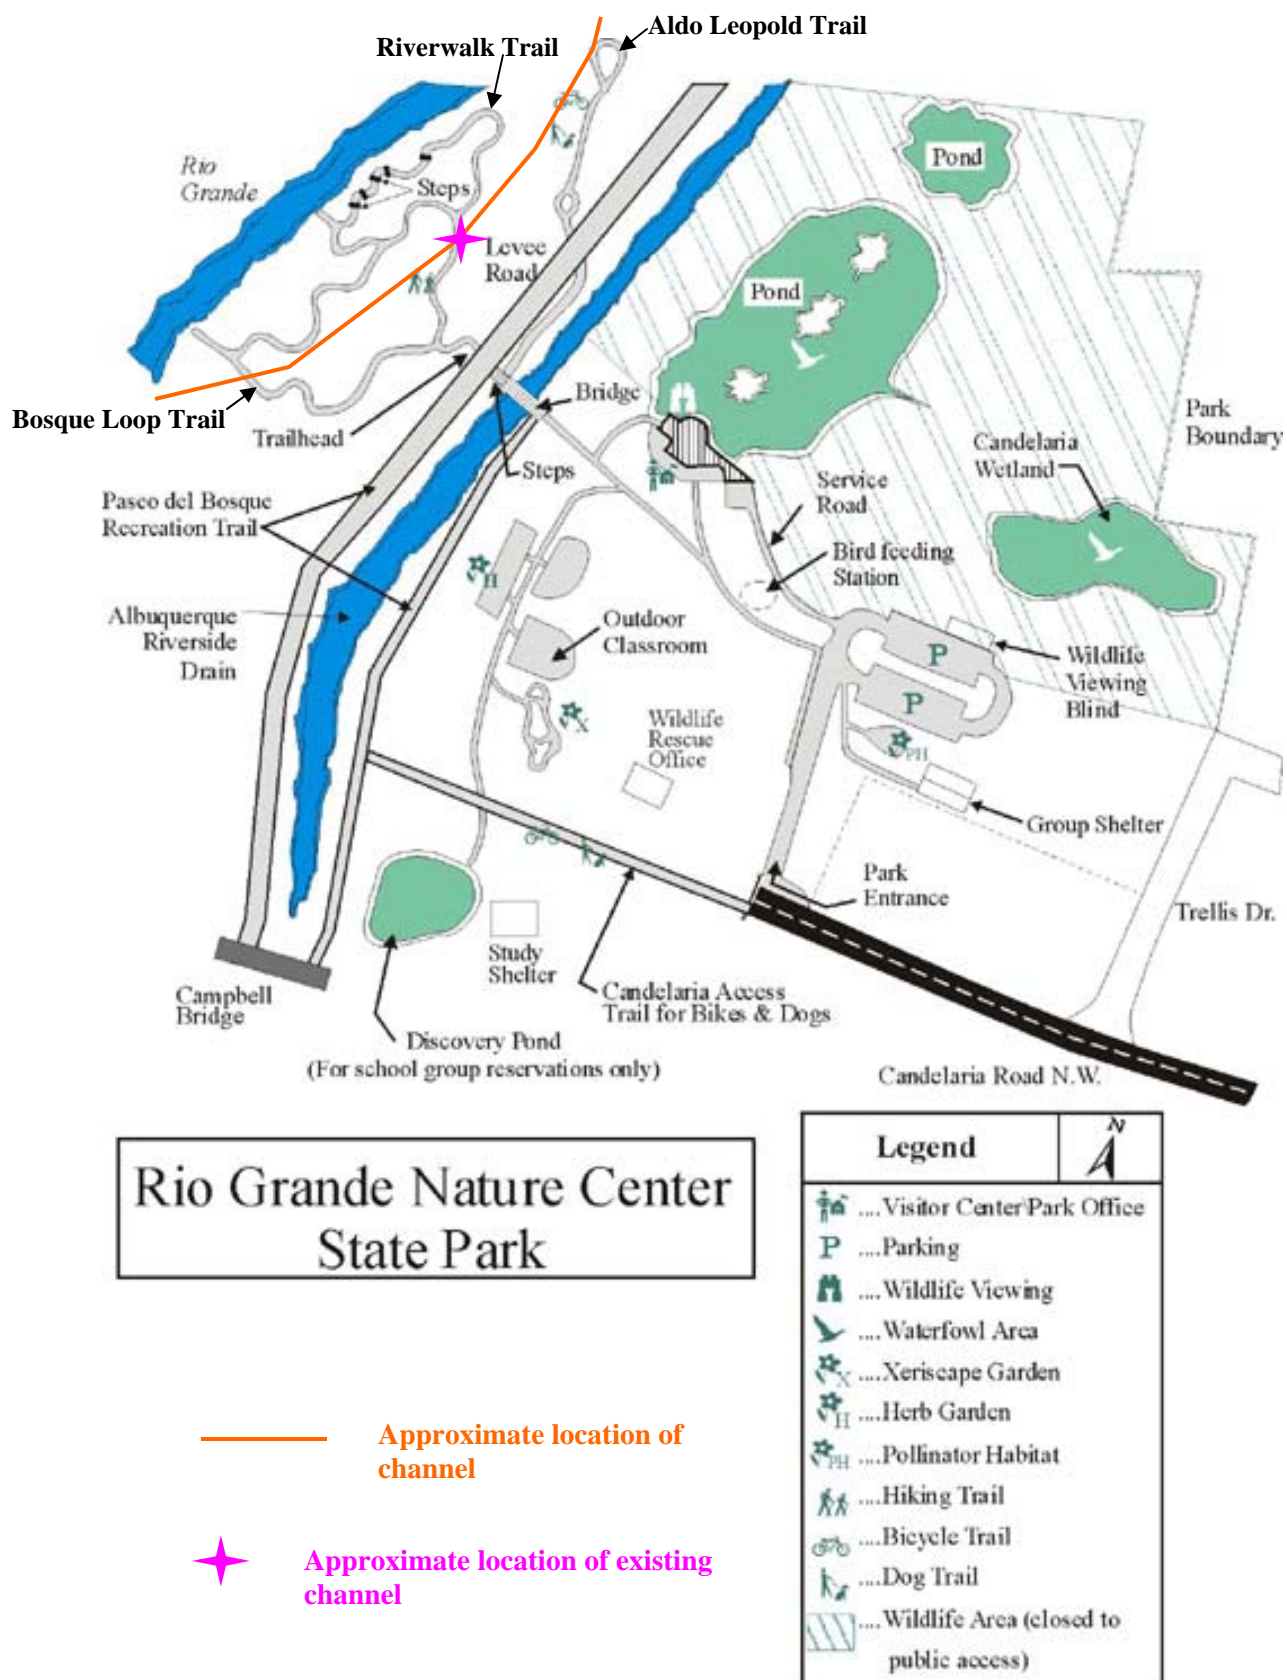 Aldo Leopold Trail
Riverwalk Trail
Rio
Grande
Steps
Pond
Levee
Road
Pond
Bosque Loop Trail
Trailhead
Bridge
Steps
Park
Boundary
Candelaria
Wetland
Paseo del Bosque
Recreation Trail
Service
Road
Bird feeding
Station
H
Albuquerque
Riverside
Drain
Outdoor
Classroom
P
P
Wildlife
Viewing
Blind
X
Wildlife
Rescue
Office
PH
Group Shelter
Park
Entrance
Trellis Dr.
Study
Shelter
Campbell
Bridge
Candelaria Access
Trail for Bikes & Dogs
Discovery Pond
(For school group reservations only)
Candelaria Road N.W.
Rio Grande Nature Center
State Park
Legend
N
....Visitor Center\Park Office
P ....Parking
....Wildlife Viewing
....Waterfowl Area
X ....Xeriscape Garden
H ....Herb Garden
PH ....Pollinator Habitat
....Hiking Trail
....Bicycle Trail
....Dog Trail
....Wildlife Area (closed to
public access)
Approximate location of
channel
Approximate location of existing
channel